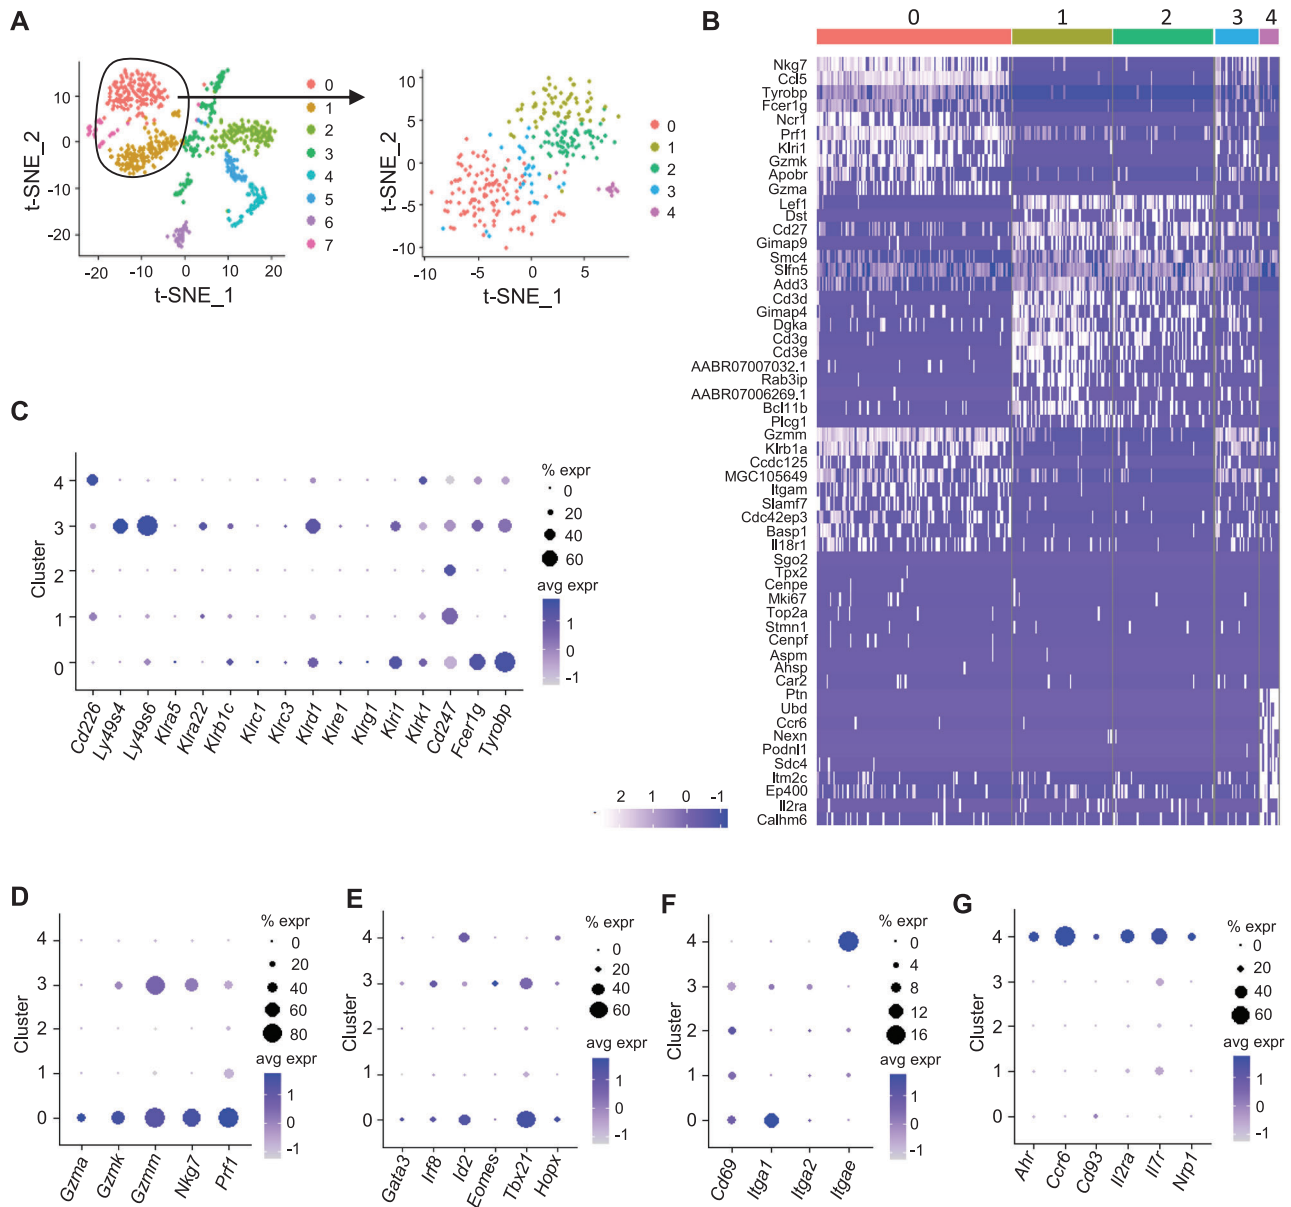 A
10
0
-10
-20
t-SNE_2
-20
-10
0
10
20
t-SNE_1
0
1
2
3
4
5
6
7
10
5
0
-5
-10
t-SNE_2
-10
-5
0
5
t-SNE_1
0
1
2
3
4
B
0
1
2
3
4
Nkg7
Ccl5
Tyrobp
Fcer1g
Ncr1
Prf1
Klri1
Gzmk
Apobr
Gzma
Lef1
Dst
Cd27
Gimap9
Smc4
Slfn5
Add3
Cd3d
Gimap4
Dgka
Cd3g
Cd3e
AABR07007032.1
Rab3ip
AABR07006269.1
Bcl11b
Plcg1
Gzmm
Klrb1a
Ccdc125
MGC105649
Itgam
Slamf7
Cdc42ep3
Basp1
Il18r1
Sgo2
Tpx2
Cenpe
Mki67
Top2a
Stmn1
Cenpf
Aspm
Ahsp
Car2
Ptn
Ubd
Ccr6
Nexn
Podnl1
Sdc4
Itm2c
Ep400
Il2ra
Calhm6
2 1 0 -1
C
4
3
2
1
0
Cluster
Cd226
Ly49s4
Ly49s6
Klra5
Klra22
Klrb1c
Klrc1
Klrc3
Klrd1
Klre1
Klrg1
Klri1
Klrk1
Cd247
Fcer1g
Tyrobp
% expr
0
20
40
60
avg expr
1
0
-1
D
4
3
2
1
0
Cluster
Gzma
Gzmk
Gzmm
Nkg7
Prf1
% expr
0
20
40
60
80
avg expr
1
0
-1
E
4
3
2
1
0
Cluster
Gata3
Irf8
Id2
Eomes
Tbx21
Hopx
% expr
0
20
40
60
avg expr
1
0
-1
F
4
3
2
1
0
Cluster
Cd69
Itga1
Itga2
Itgae
% expr
0
4
8
12
16
avg expr
1
0
-1
G
4
3
2
1
0
Cluster
Ahr
Ccr6
Cd93
Il2ra
Il7r
Nrp1
% expr
0
20
40
60
avg expr
1
0
-1